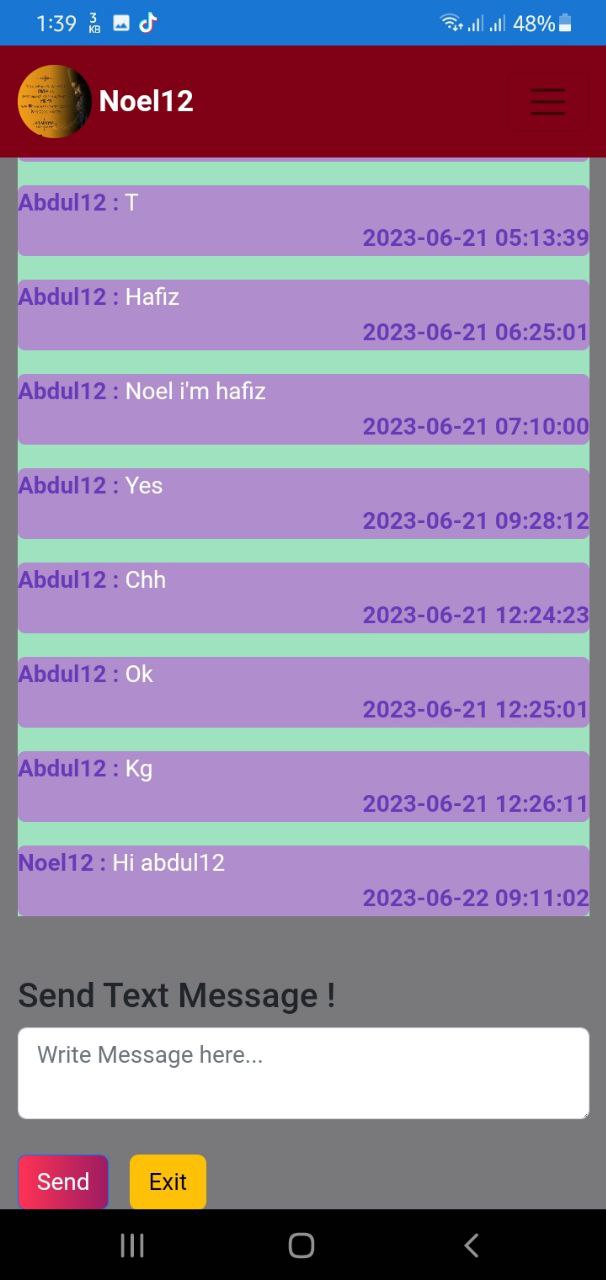 1:39 3 KB 48%
Noel12
Abdul12 : T
2023-06-21 05:13:39
Abdul12 : Hafiz
2023-06-21 06:25:01
Abdul12 : Noel i'm hafiz
2023-06-21 07:10:00
Abdul12 : Yes
2023-06-21 09:28:12
Abdul12 : Chh
2023-06-21 12:24:23
Abdul12 : Ok
2023-06-21 12:25:01
Abdul12 : Kg
2023-06-21 12:26:11
Noel12 : Hi abdul12
2023-06-22 09:11:02
Send Text Message !
Write Message here...
Send Exit